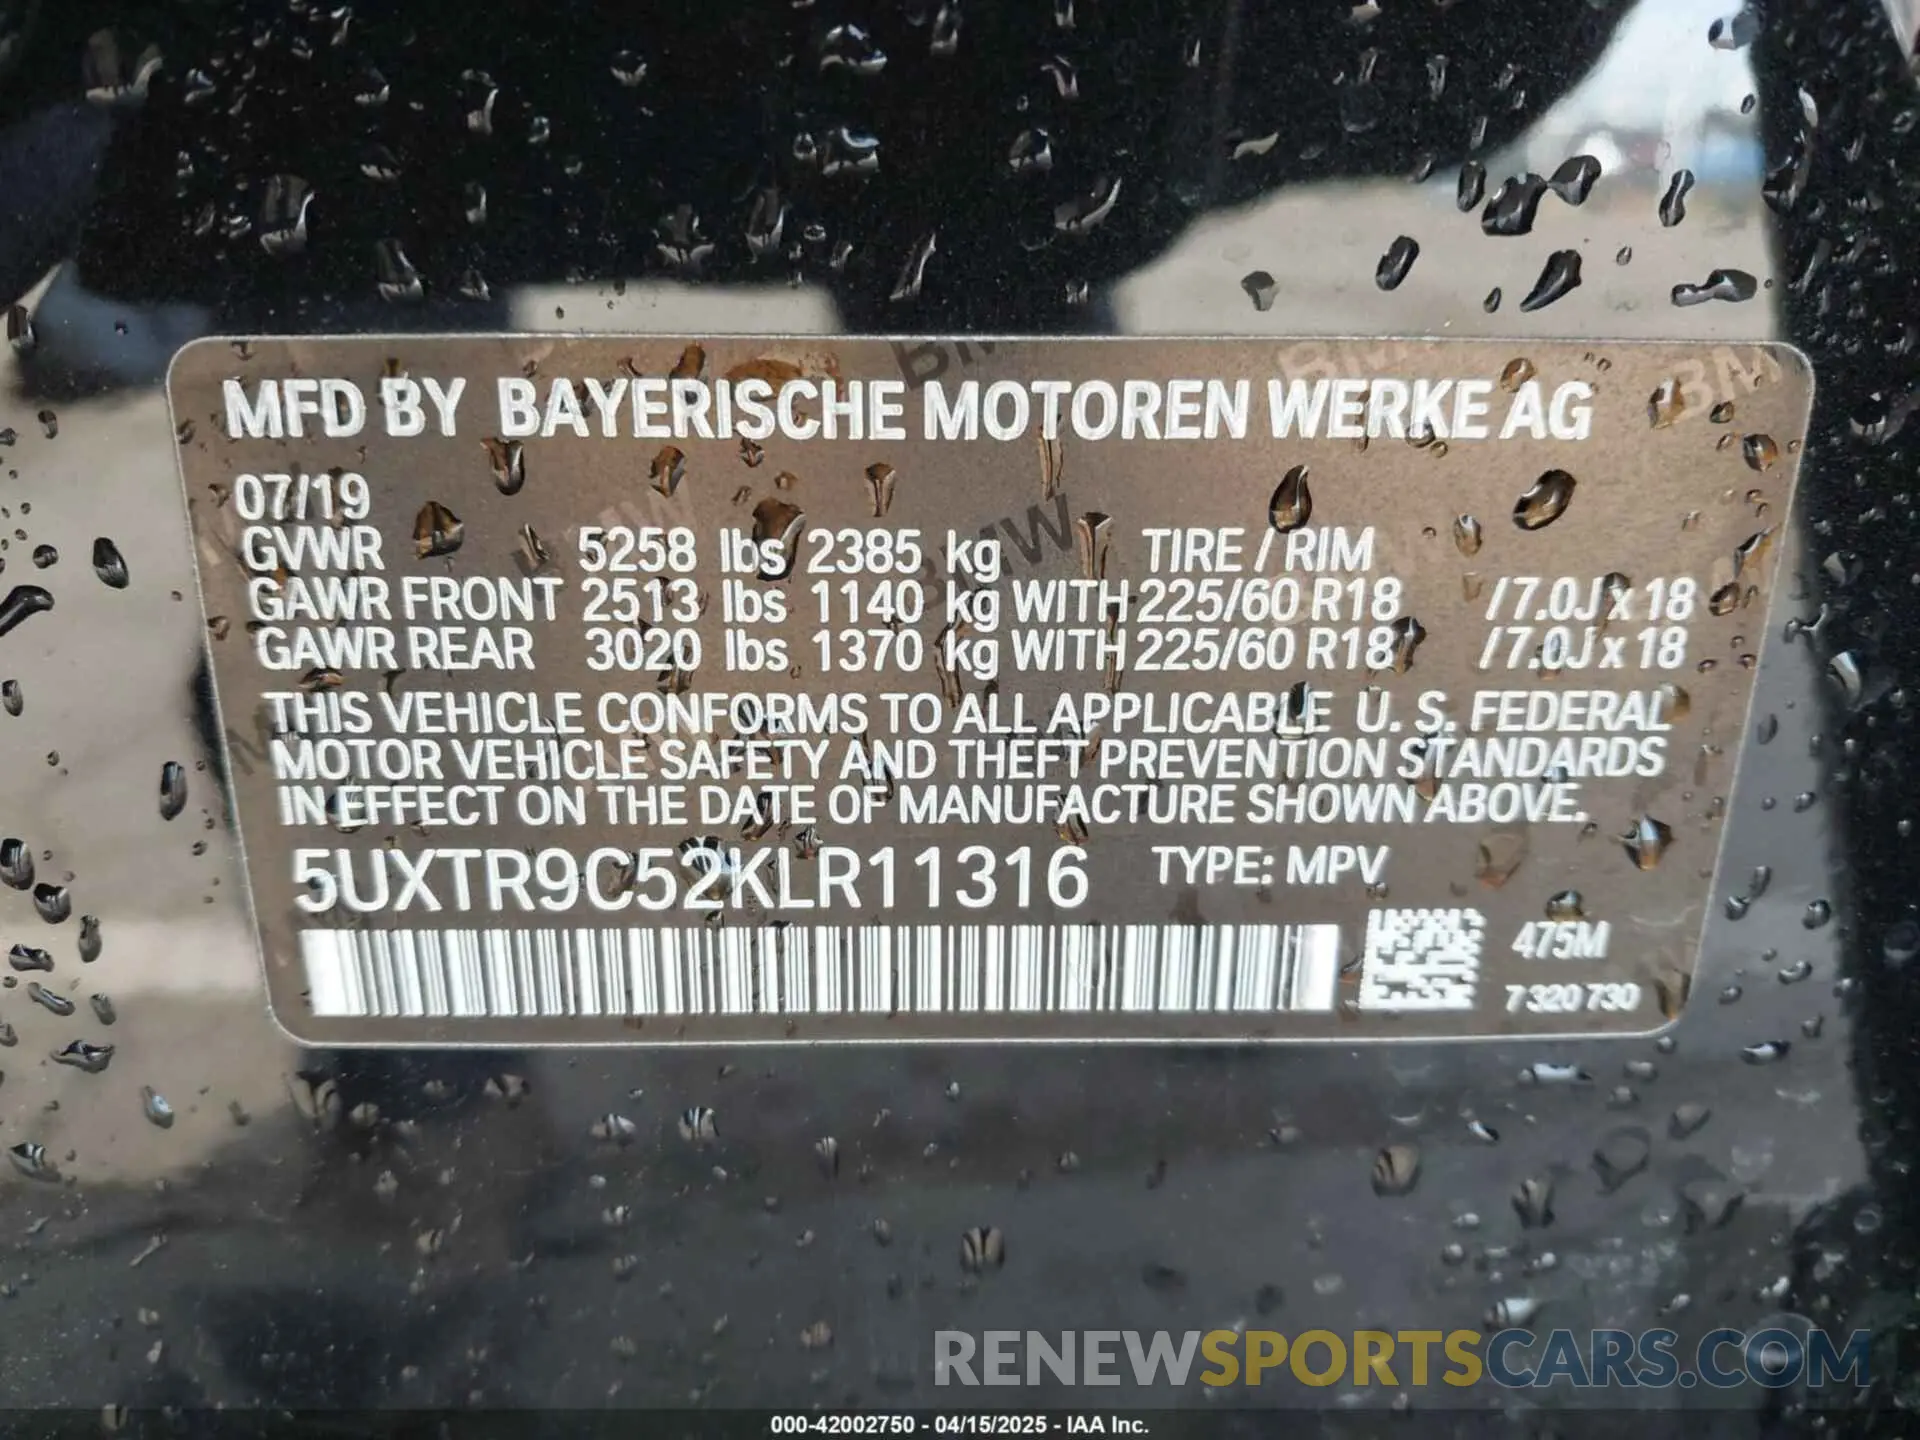 MFD BY BAYERISCHE MOTOREN WERKE AG
07/19
GVWR 5258 lbs 2385 kg TIRE / RIM
GAWR FRONT 2513 lbs 1140 kg WITH 225/60 R18 /7.0J x 18
GAWR REAR 3020 lbs 1370 kg WITH 225/60 R18 /7.0J x 18
THIS VEHICLE CONFORMS TO ALL APPLICABLE U. S. FEDERAL
MOTOR VEHICLE SAFETY AND THEFT PREVENTION STANDARDS
IN EFFECT ON THE DATE OF MANUFACTURE SHOWN ABOVE.
5UXTR9C52KLR11316 TYPE: MPV
475M
7 320 730
RENEWSPORTSCARS.COM
000-42002750 - 04/15/2025 - IAA Inc.